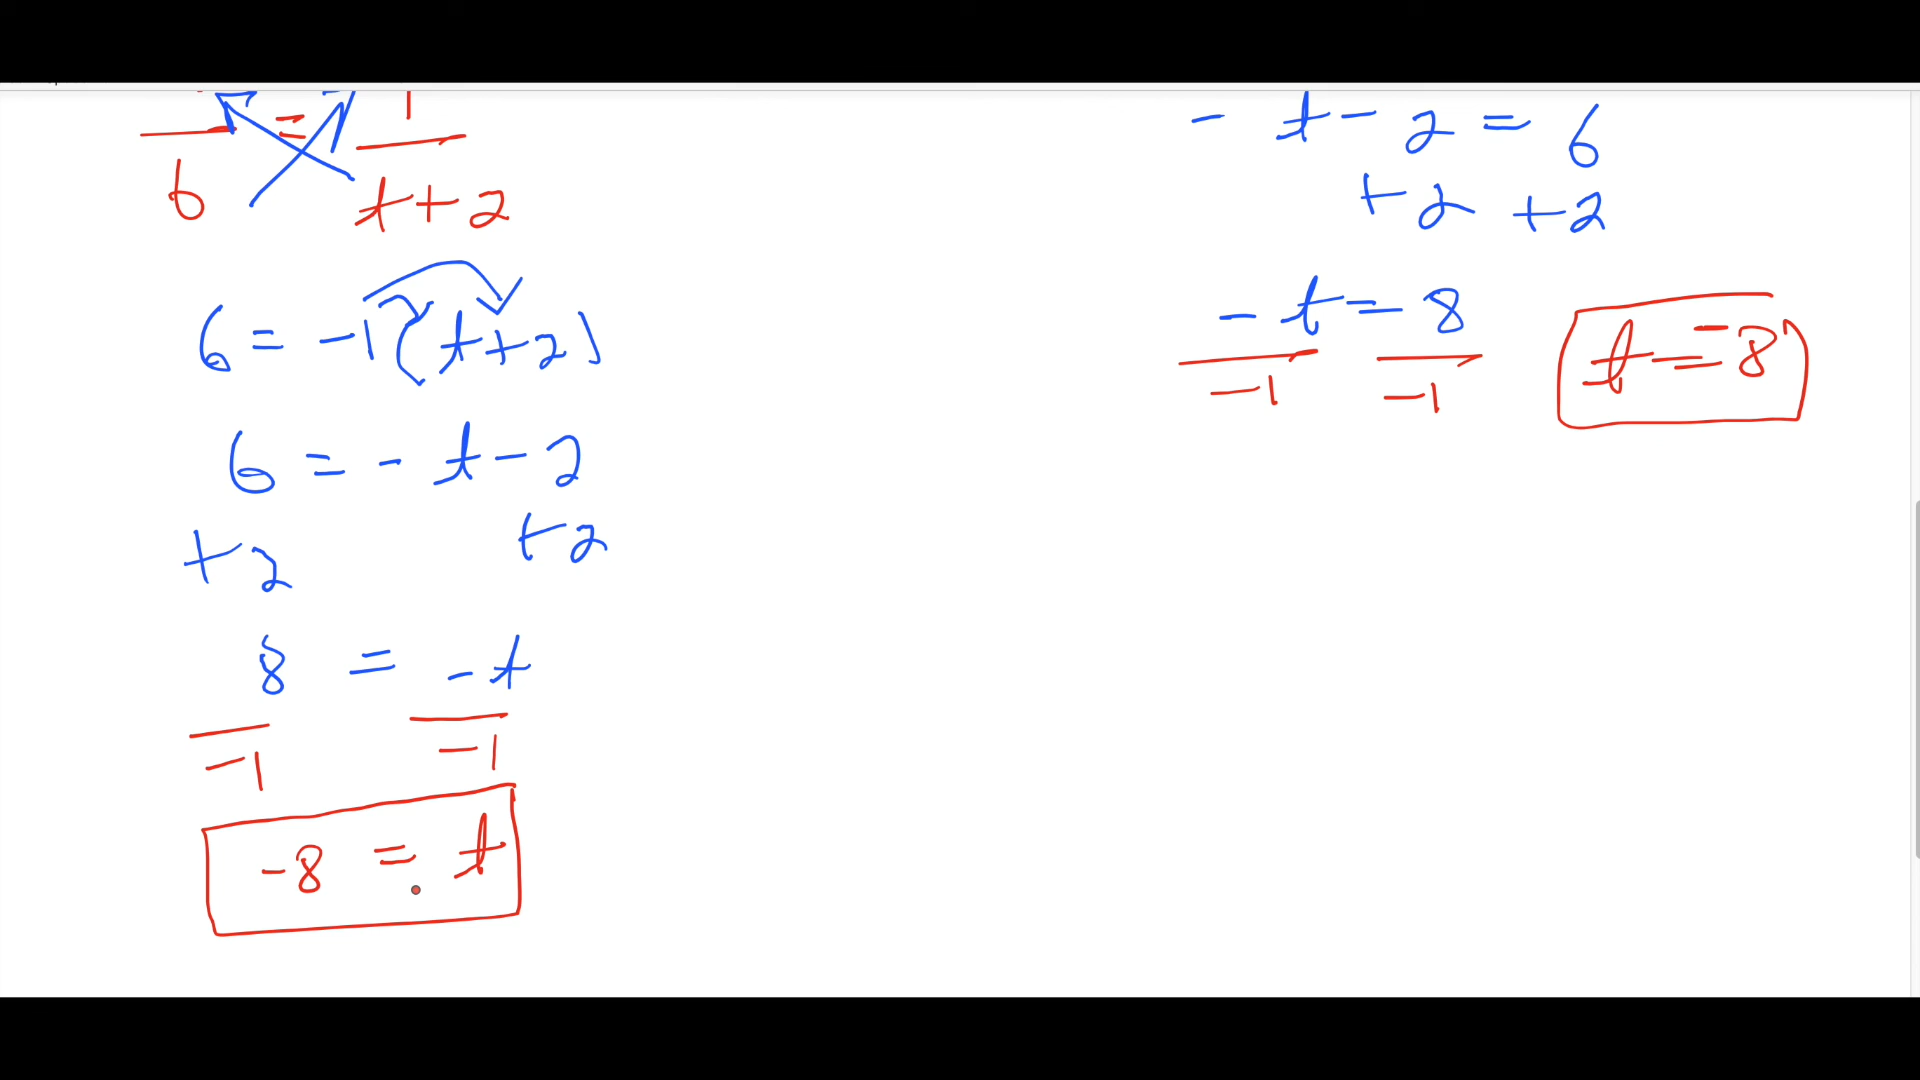 = 1
6 t+2
6 = -1(t+2)
6 = -t-2
+2 +2
8 = -t
-1 -1
-8 = t
-t-2=6
+2 +2
-t=8
-1 -1
t=-8